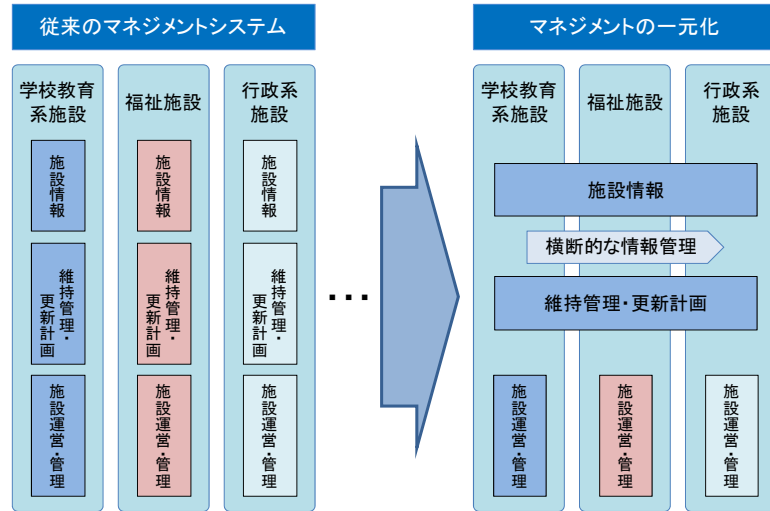 従来のマネジメントシステム
学校教育
系施設
福祉施設
行政系
施設
施設情報
施設情報
施設情報
維持管理・
更新計画
維持管理・
更新計画
維持管理・
更新計画
施設運営・管理
施設運営・管理
施設運営・管理
・・・
マネジメントの一元化
学校教育
系施設
福祉施設
行政系
施設
施設情報
横断的な情報管理
維持管理・更新計画
施設運営・管理
施設運営・管理
施設運営・管理